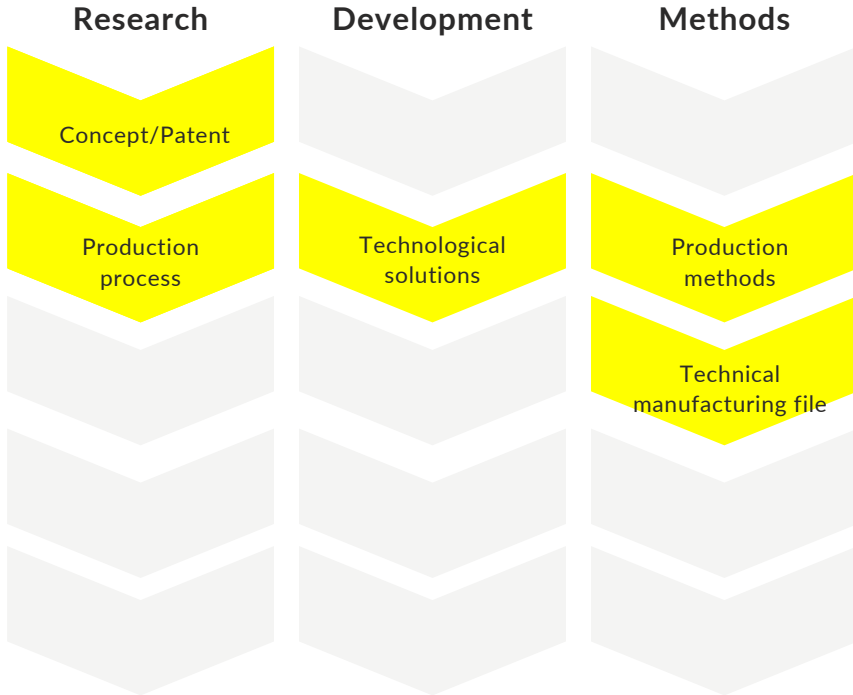 Research
Development
Methods
Concept/Patent
Production
process
Technological
solutions
Production
methods
Technical
manufacturing file